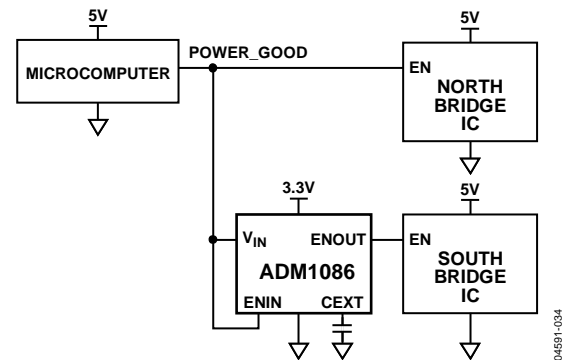 5V
MICROCOMPUTER
POWER_GOOD
5V
EN
NORTH
BRIDGE
IC
3.3V
VIN
ENOUT
ADM1086
ENIN
CEXT
5V
EN
SOUTH
BRIDGE
IC
04591-034